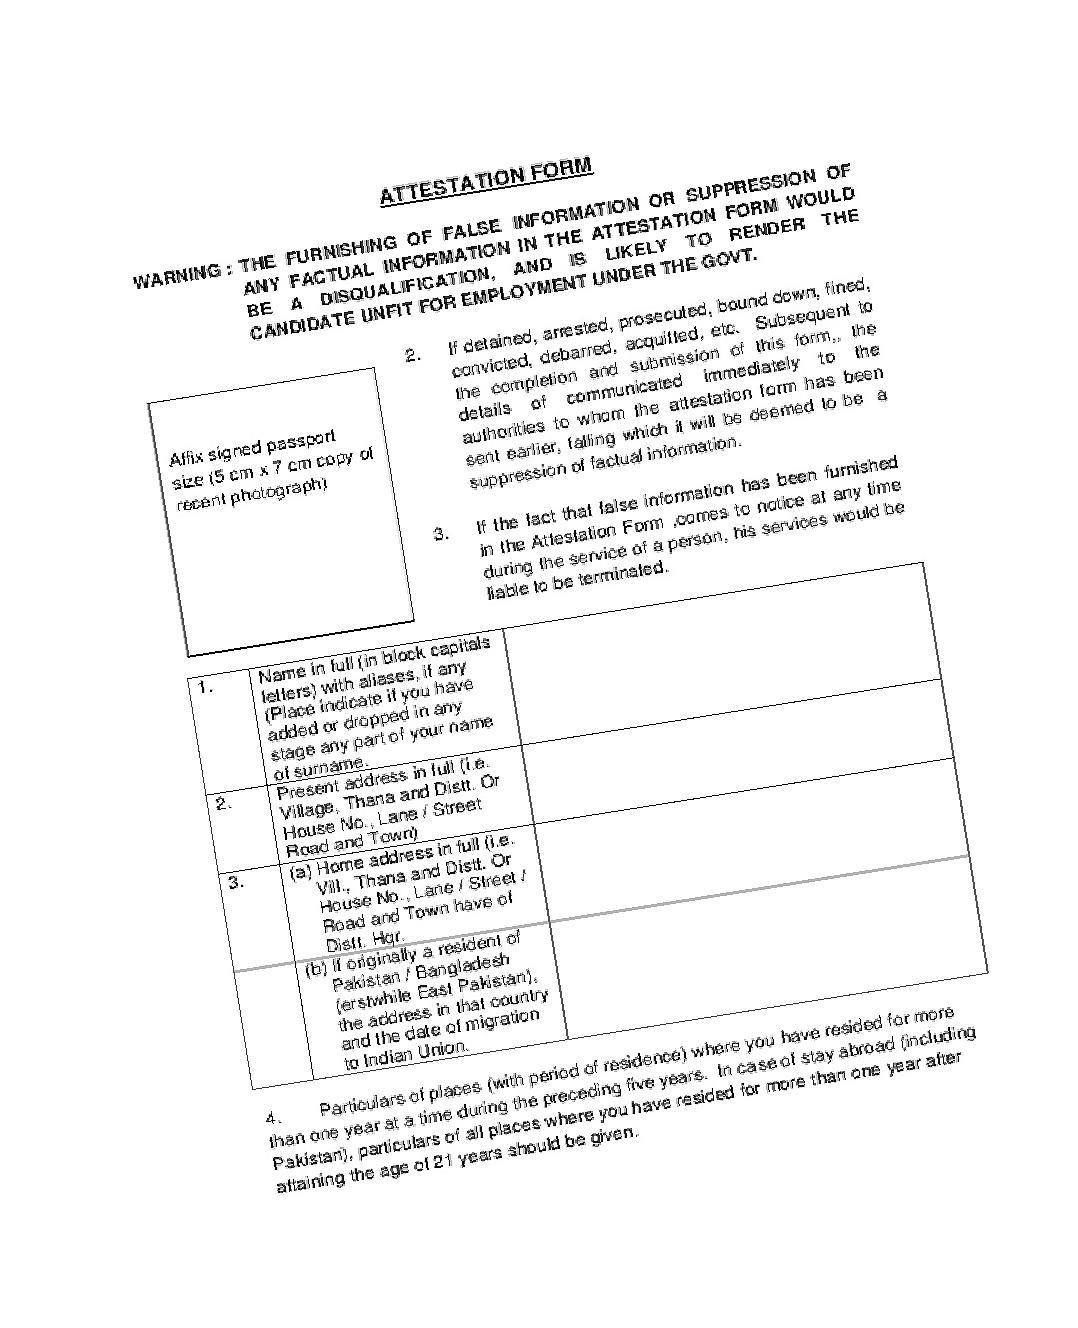 ATTESTATION FORM
WARNING : THE FURNISHING OF FALSE INFORMATION OR SUPPRESSION OF
ANY FACTUAL INFORMATION IN THE ATTESTATION FORM WOULD
BE A DISQUALIFICATION, AND IS LIKELY TO RENDER THE
CANDIDATE UNFIT FOR EMPLOYMENT UNDER THE GOVT.
2. If detained, arrested, prosecuted, bound down, fined,
convicted, debarred, acquitted, etc. Subsequent to
the completion and submission of this form,, the
details of communicated immediately to the
authorities to whom the attestation form has been
sent earlier, falling which it will be deemed to be a
suppression of factual information.
Affix signed passport
size (5 cm x 7 cm copy of
recent photograph)
3. If the fact that false information has been furnished
in the Attestation Form ,comes to notice at any time
during the service of a person, his services would be
liable to be terminated.
1. Name in full (in block capitals
letters) with aliases, if any
(Place indicate if you have
added or dropped in any
stage any part of your name
of surname.
2. Present address in full (i.e.
Village, Thana and Distt. Or
House No., Lane / Street
Road and Town)
3. (a) Home address in full (i.e.
Vill., Thana and Distt. Or
House No., Lane / Street /
Road and Town have of
Distt. Hqr.
(b) If originally a resident of
Pakistan / Bangladesh
(erstwhile East Pakistan),
the address in that country
and the date of migration
to Indian Union.
4. Particulars of places (with period of residence) where you have resided for more
than one year at a time during the preceding five years. In case of stay abroad (including
Pakistan), particulars of all places where you have resided for more than one year after
attaining the age of 21 years should be given.